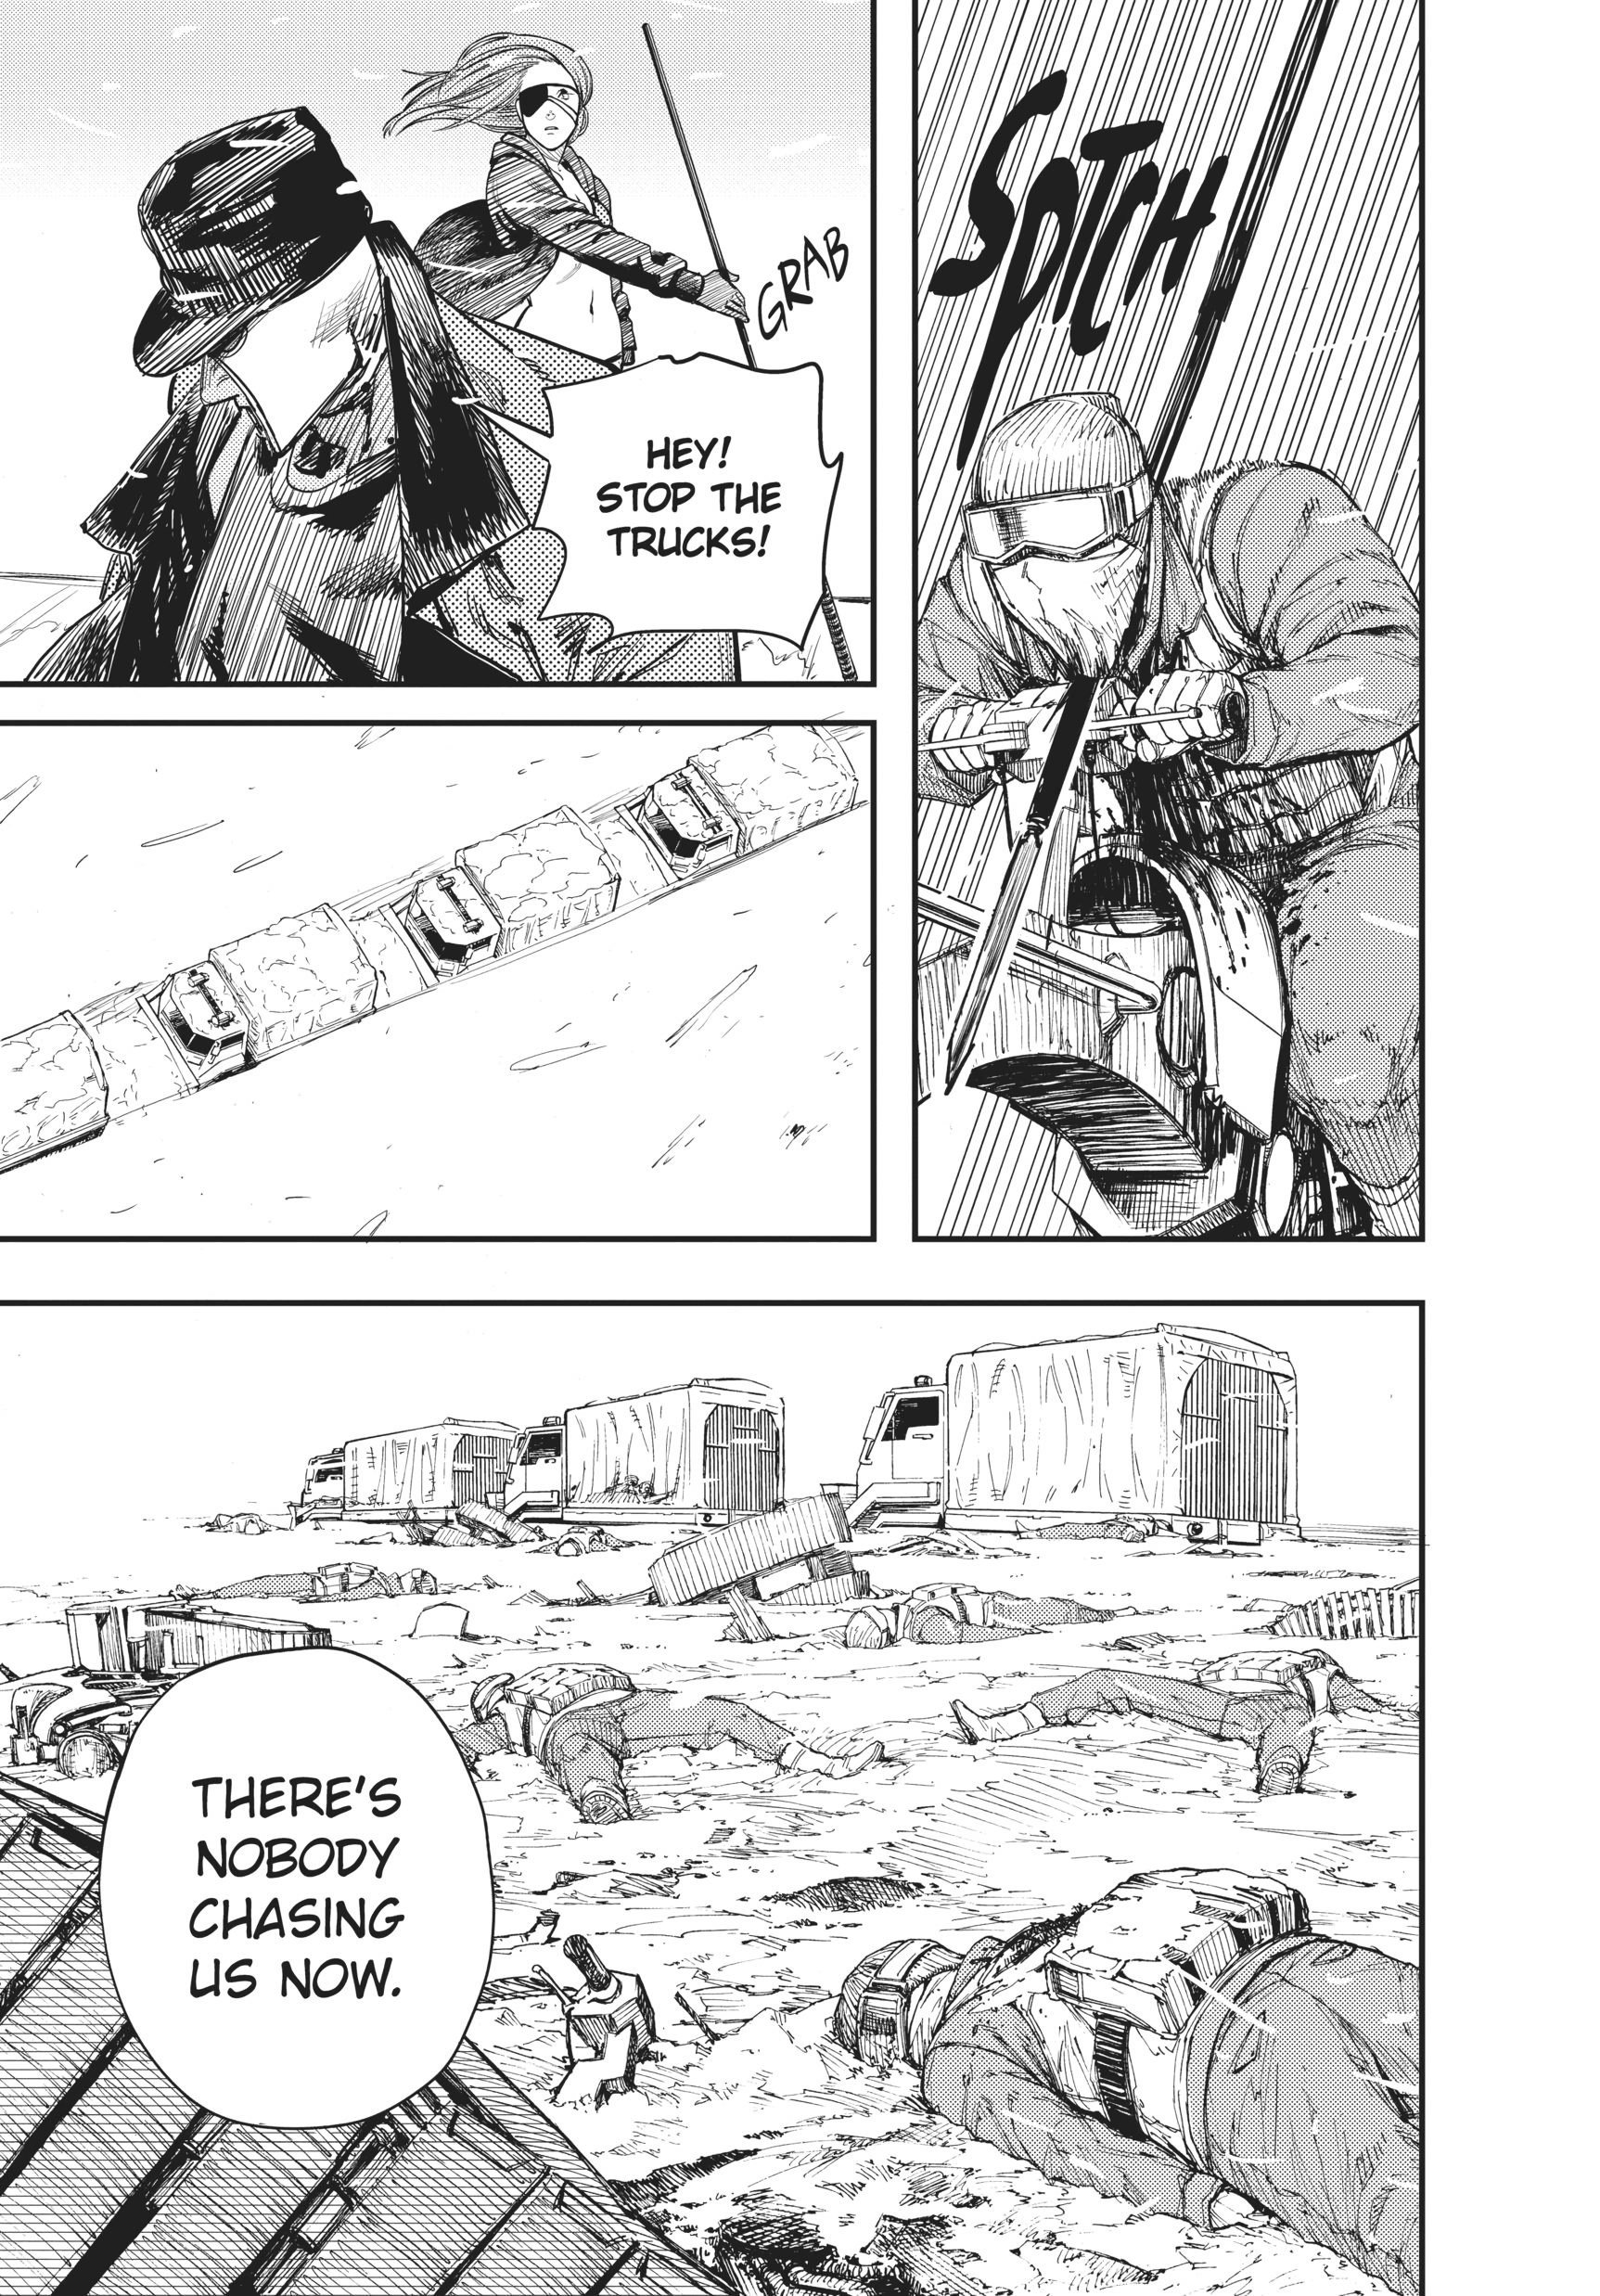 SPTCH
GRAB
HEY!
STOP THE
TRUCKS!
THERE'S
NOBODY
CHASING
US NOW.